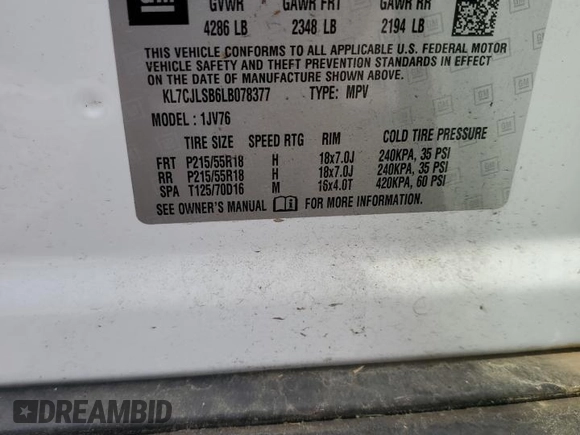 GM
GVWR GAWR FRT GAWR RR
4286 LB 2348 LB 2194 LB
THIS VEHICLE CONFORMS TO ALL APPLICABLE U.S. FEDERAL MOTOR
VEHICLE SAFETY AND THEFT PREVENTION STANDARDS IN EFFECT ON
THE DATE OF MANUFACTURE SHOWN ABOVE.
KL7CJLSB6LB078377 TYPE: MPV
MODEL: 1JV76
TIRE SIZE SPEED RTG RIM COLD TIRE PRESSURE
FRT P215/55R18 H 18x7.0J 240KPA, 35 PSI
RR P215/55R18 H 18x7.0J 240KPA, 35 PSI
SPA T125/70D16 M 16x4.0T 420KPA, 60 PSI
SEE OWNER'S MANUAL FOR MORE INFORMATION.
DREAMBID